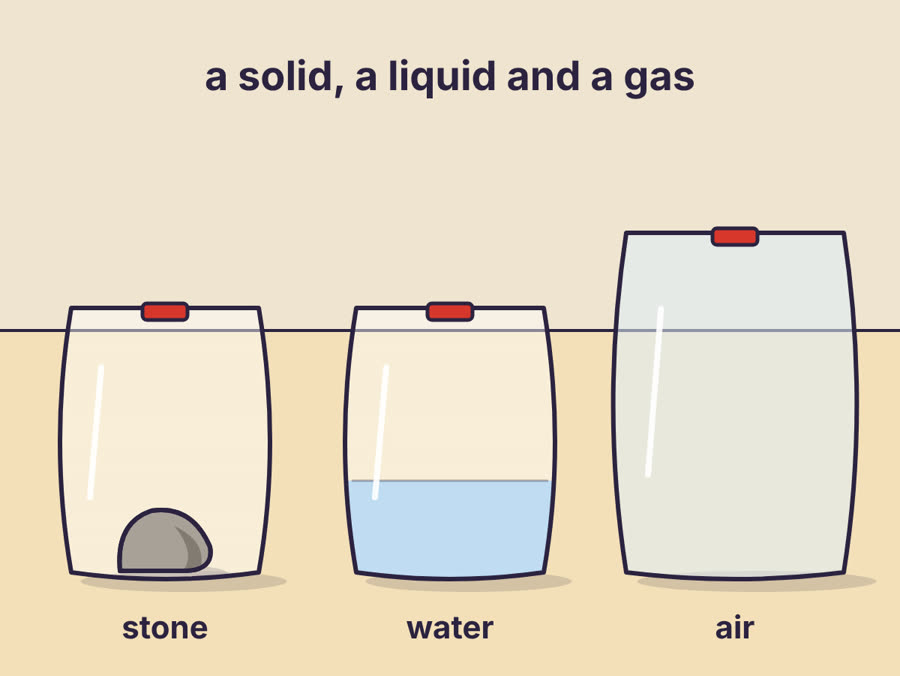 a solid, a liquid and a gas
stone
water
air